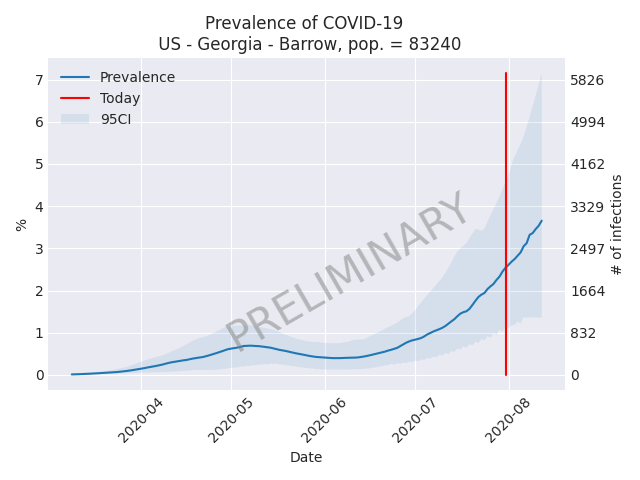 Prevalence of COVID-19
US - Georgia - Barrow, pop. = 83240
Prevalence
Today
95CI
7
6
5
4
3
2
1
0
%
5826
4994
4162
3329
2497
1664
832
0
# of infections
PRELIMINARY
2020-04
2020-05
2020-06
2020-07
2020-08
Date